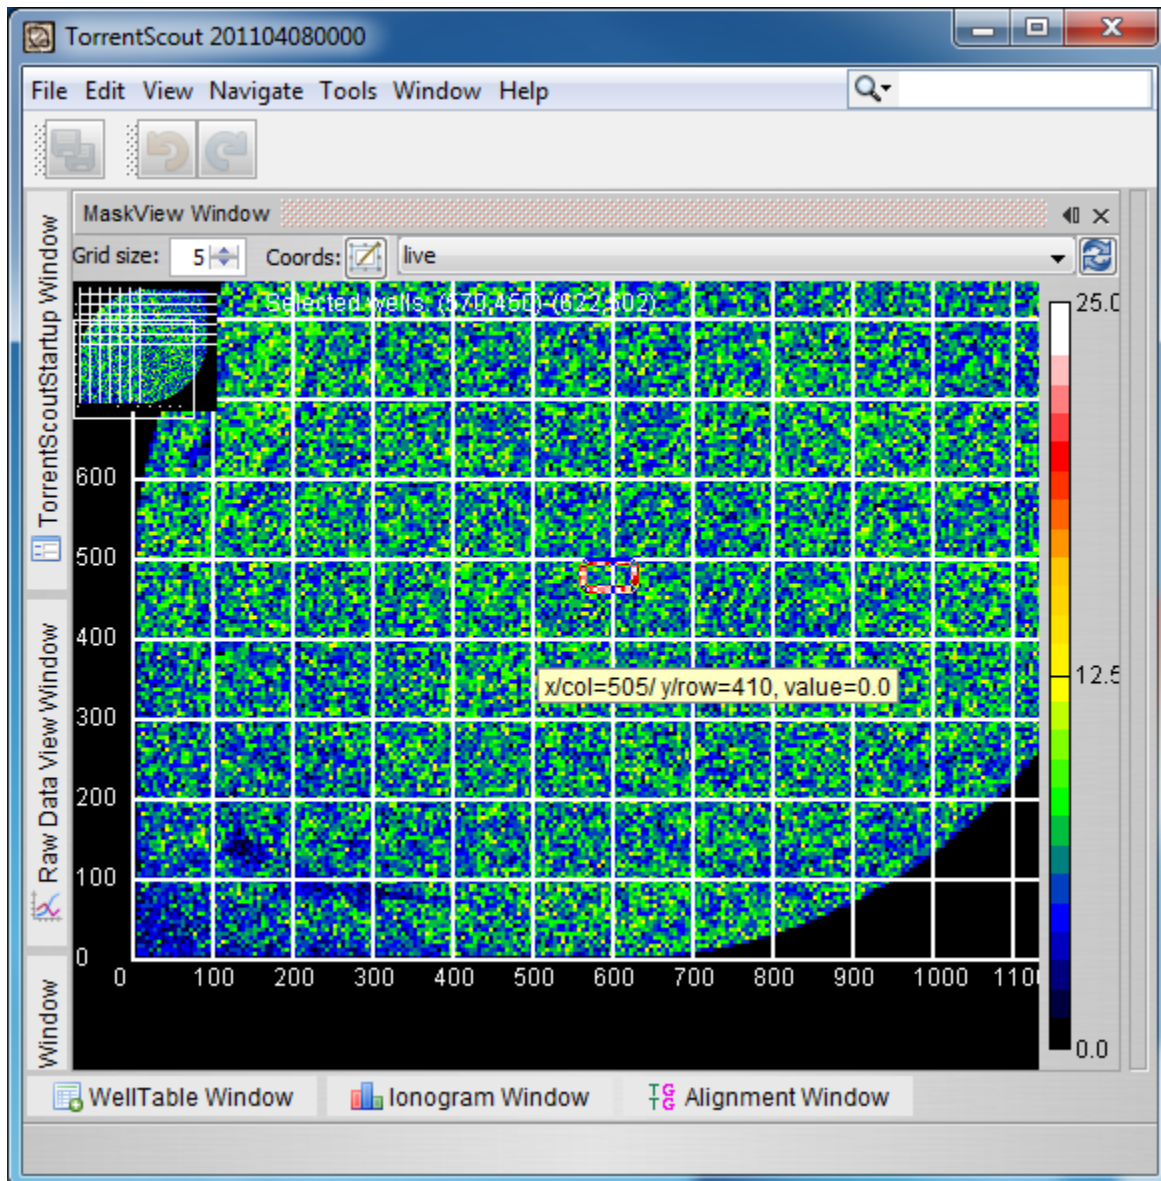 TorrentScout 201104080000
File Edit View Navigate Tools Window Help
MaskView Window
Grid size: 5 Coords: live
Selected wells: (570,450)-(622,502)
25.0
600
500
400
x/col=505/ y/row=410, value=0.0
12.5
300
200
100
0
0 100 200 300 400 500 600 700 800 900 1000 1100
0.0
TorrentScoutStartup Window
Raw Data View Window
Window
WellTable Window Ionogram Window TG TG Alignment Window